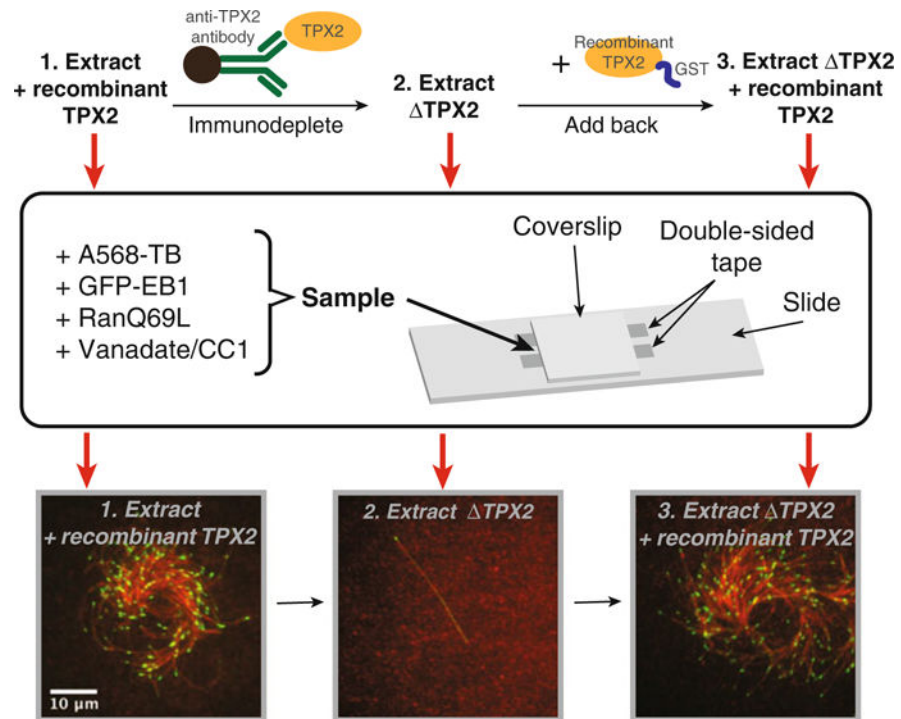 anti-TPX2
antibody
TPX2
1. Extract
+ recombinant
TPX2
Immunodeplete
2. Extract
ΔTPX2
+
Recombinant
TPX2
GST
Add back
3. Extract ΔTPX2
+ recombinant
TPX2
+ A568-TB
+ GFP-EB1
+ RanQ69L
+ Vanadate/CC1
Sample
Coverslip
Double-sided
tape
Slide
1. Extract
+ recombinant TPX2
10 μm
2. Extract ΔTPX2
3. Extract ΔTPX2
+ recombinant TPX2